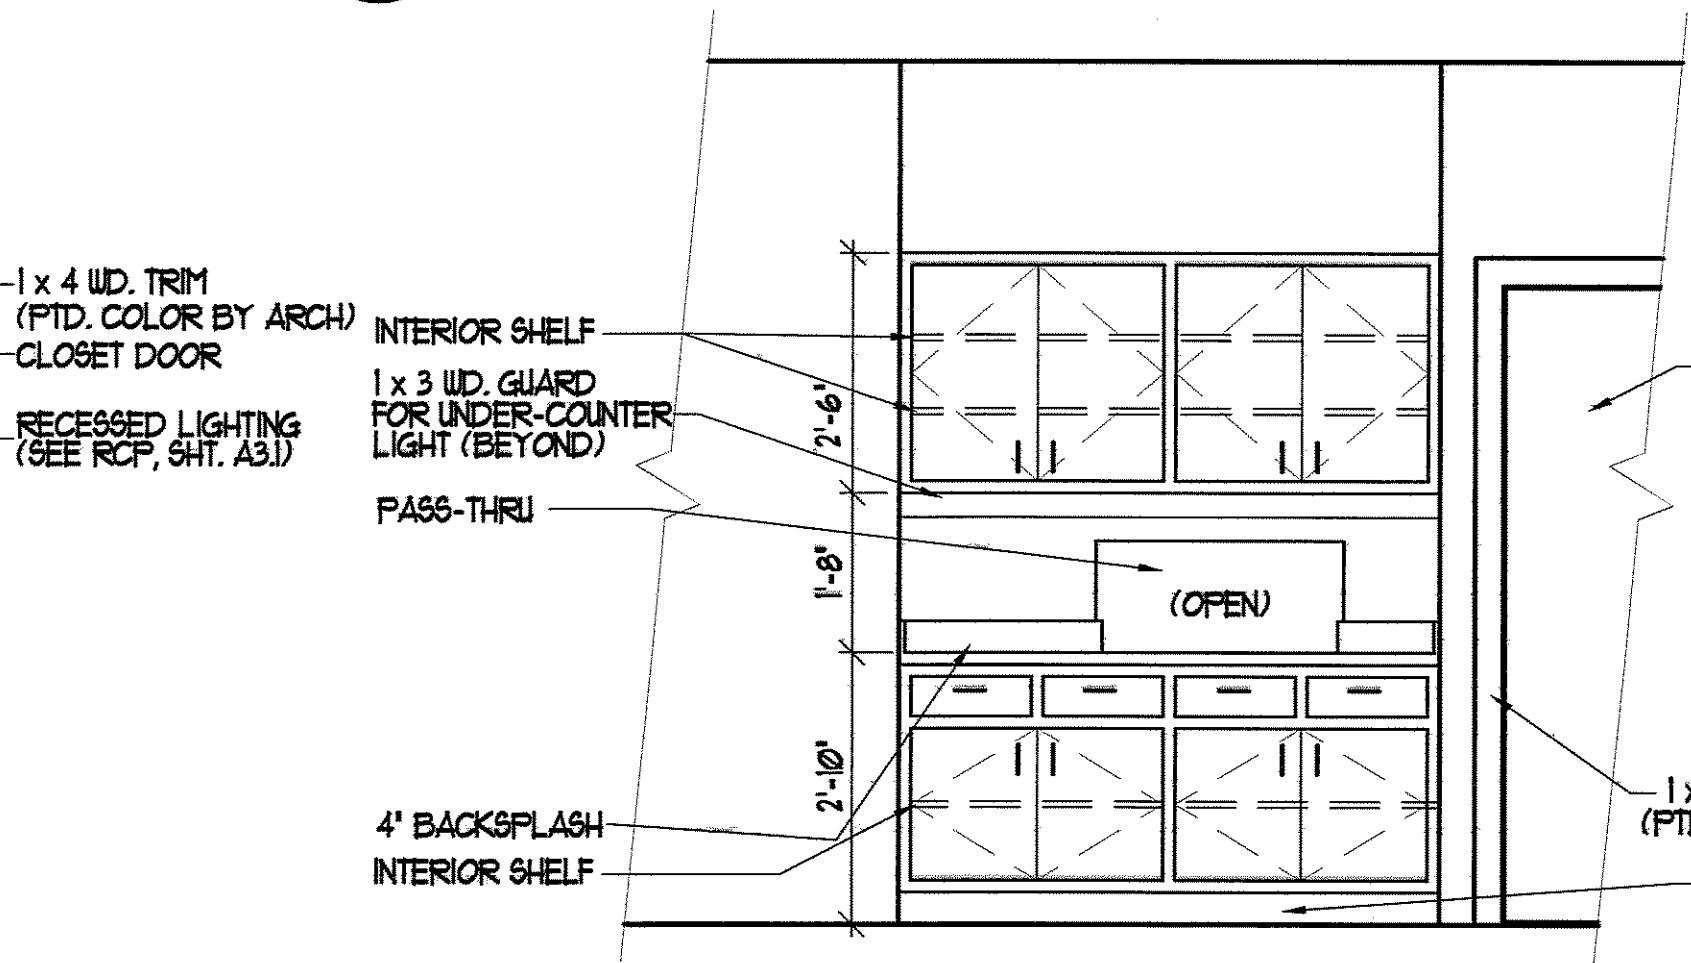 1 x 4 WD. TRIM
(PTD. COLOR BY ARCH)
CLOSET DOOR
RECESSED LIGHTING
(SEE RCP, SHT. A3.1)
INTERIOR SHELF
1 x 3 WD. GUARD
FOR UNDER-COUNTER
LIGHT (BEYOND)
PASS-THRU
4" BACKSPLASH
INTERIOR SHELF
2'-6"
1'-8"
2'-10"
(OPEN)
1 x